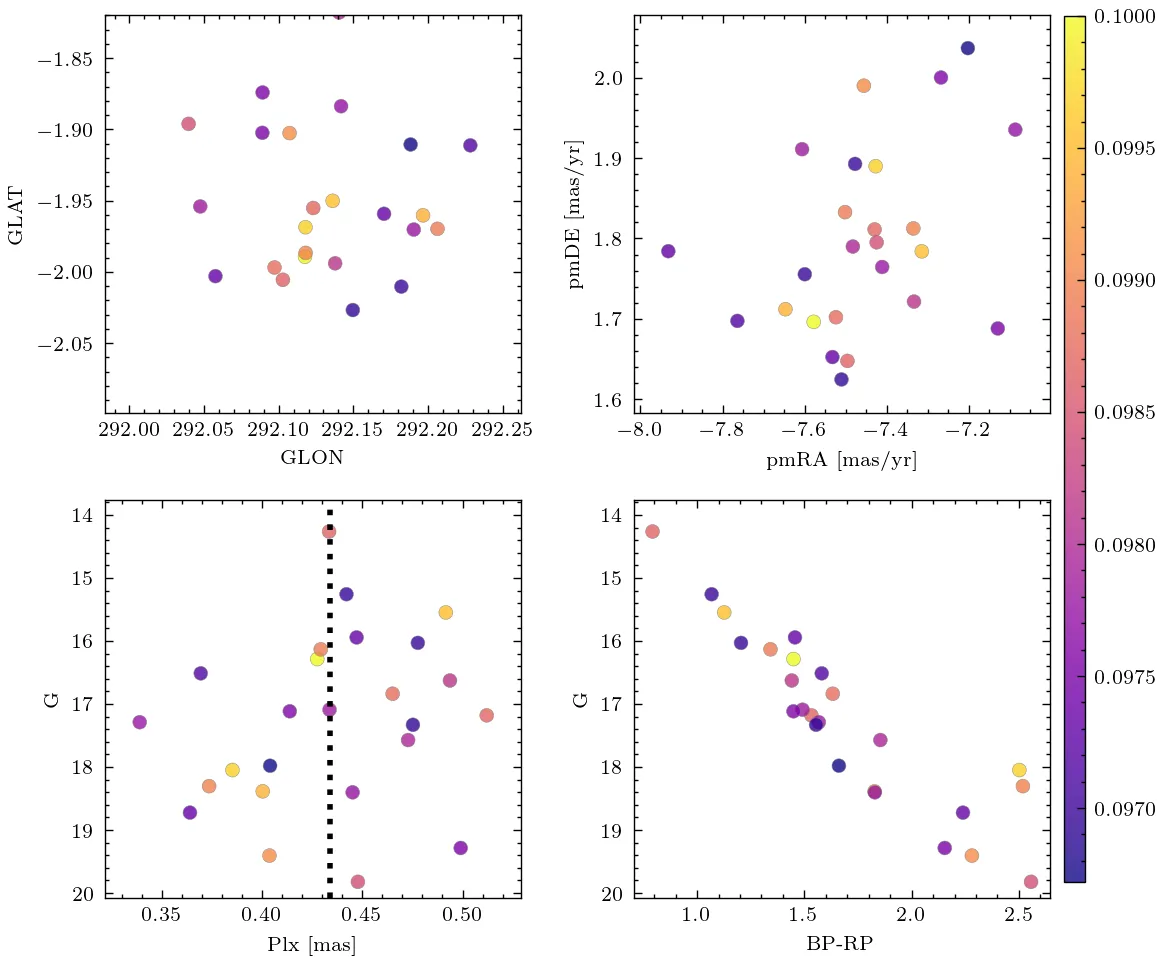 GLAT
−1.85
−1.90
−1.95
−2.00
−2.05
292.00 292.05 292.10 292.15 292.20 292.25
GLON
pmDE [mas/yr]
2.0
1.9
1.8
1.7
1.6
−8.0 −7.8 −7.6 −7.4 −7.2
pmRA [mas/yr]
G
14
15
16
17
18
19
20
0.35 0.40 0.45 0.50
Plx [mas]
G
14
15
16
17
18
19
20
1.0 1.5 2.0 2.5
BP-RP
0.1000
0.0995
0.0990
0.0985
0.0980
0.0975
0.0970